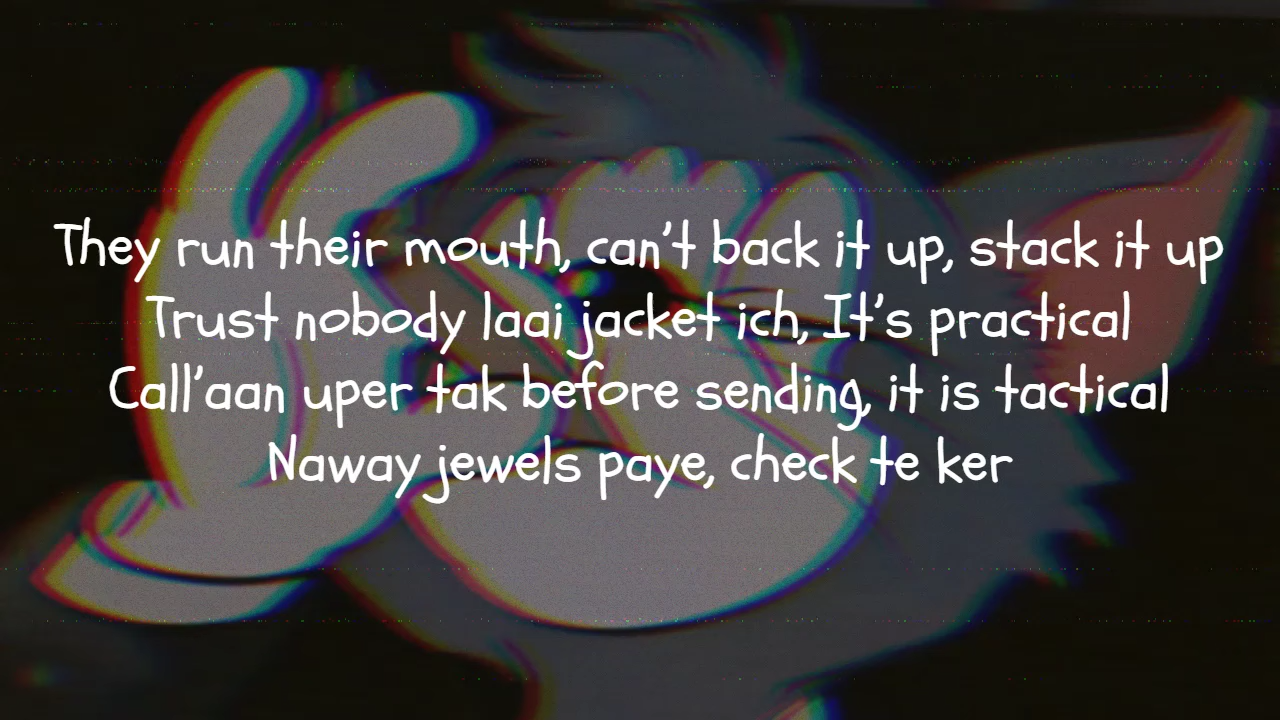 They run their mouth, can't back it up, stack it up
Trust nobody laai jacket ich, It's practical
Call'aan uper tak before sending, it is tactical
Naway jewels paye, check te ker